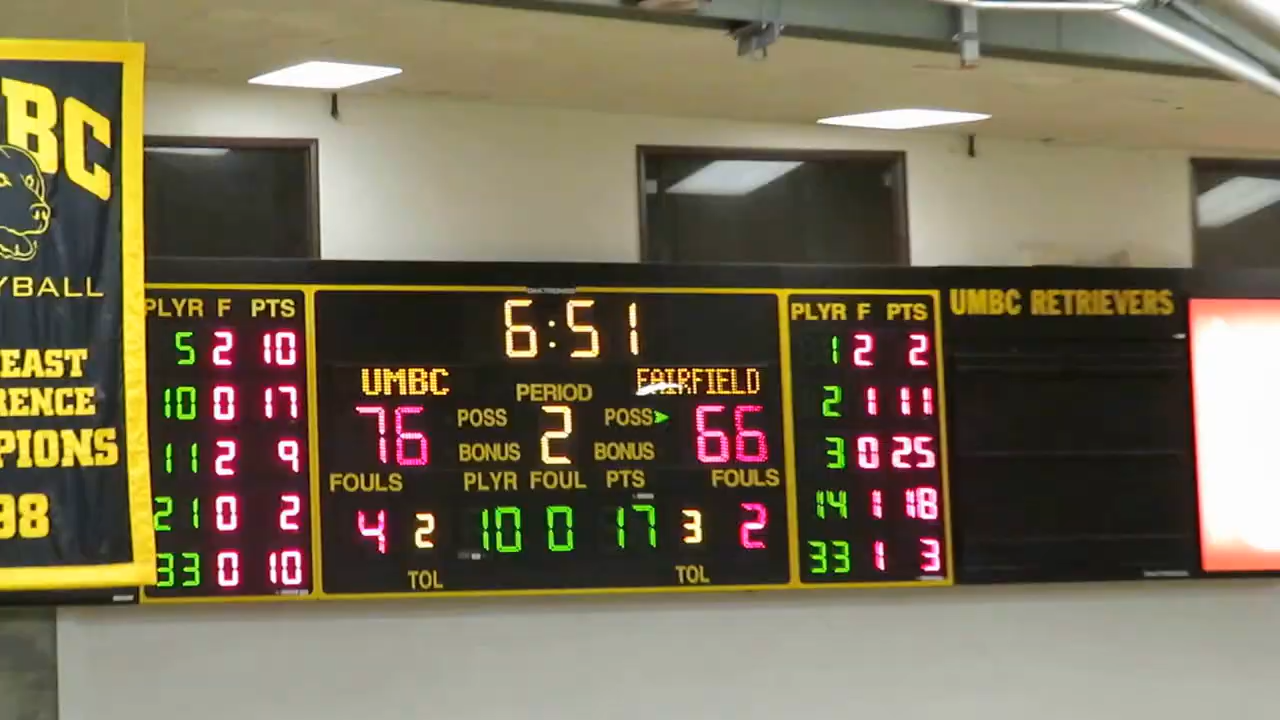 BC
YBALL
EAST
RENCE
PIONS
98
PLYR F PTS
5 2 10
10 0 17
11 2 9
21 0 2
33 0 10
6:51
UMBC FAIRFIELD
PERIOD
76 POSS 2 POSS 66
BONUS BONUS
FOULS PLYR FOUL PTS FOULS
4 2 10 0 17 3 2
TOL TOL
PLYR F PTS
1 2 2
2 1 11
3 0 25
14 1 18
33 1 3
UMBC RETRIEVERS